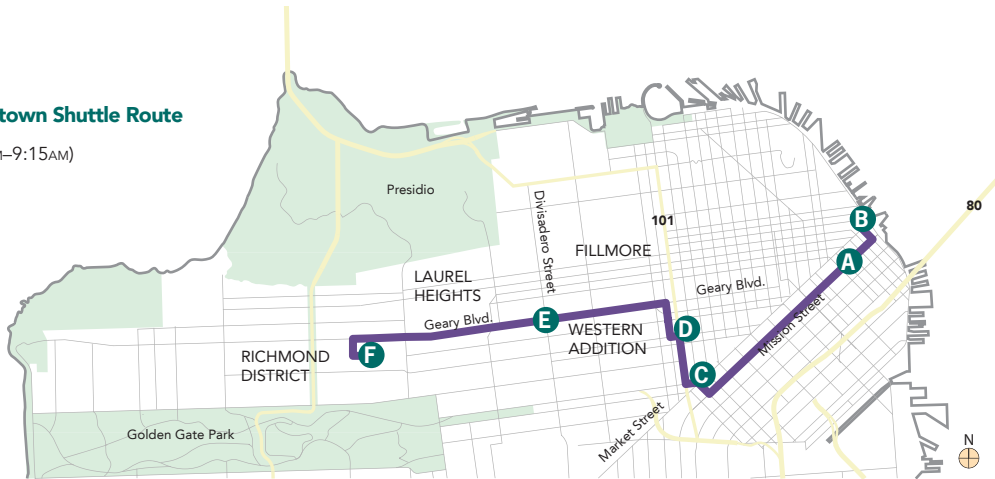 town Shuttle Route
–9:15AM)
Presidio
Divisadero Street
101
80
B
FILLMORE
A
LAUREL
HEIGHTS
Geary Blvd.
Geary Blvd.
E
D
WESTERN
ADDITION
Mission Street
RICHMOND
DISTRICT
F
C
Market Street
Golden Gate Park
N